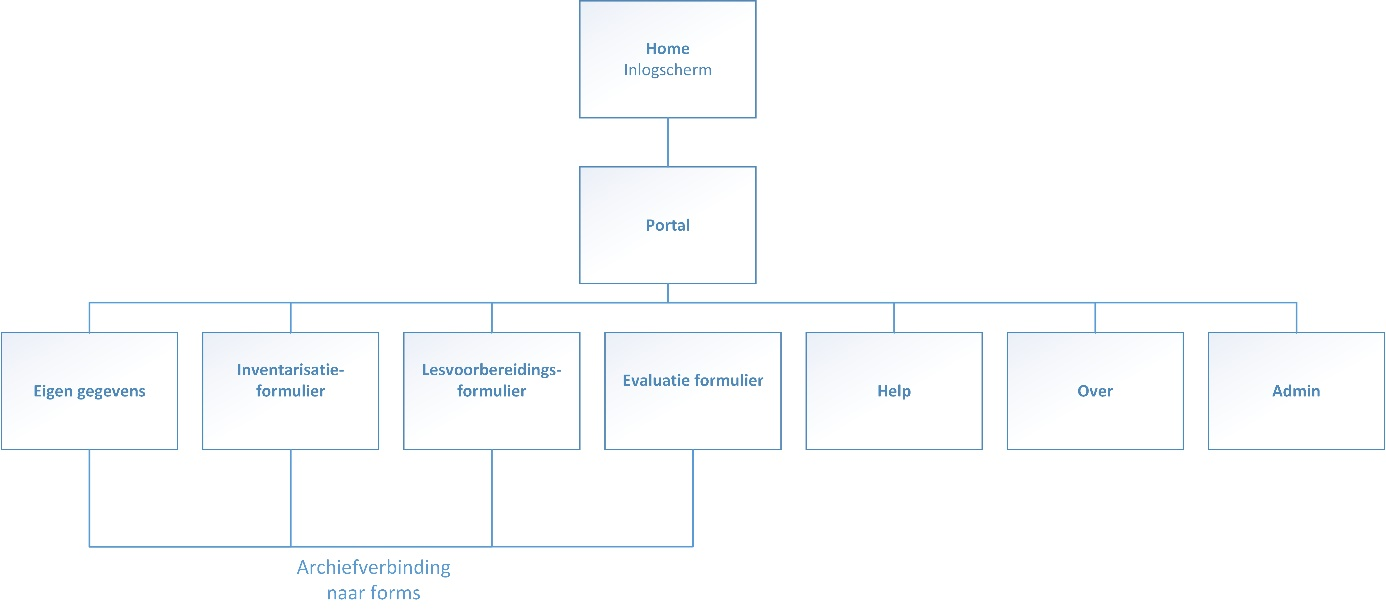 Home
Inlogscherm
Portal
Eigen gegevens
Inventarisatie-
formulier
Lesvoorbereidings-
formulier
Evaluatie formulier
Help
Over
Admin
Archiefverbinding
naar forms